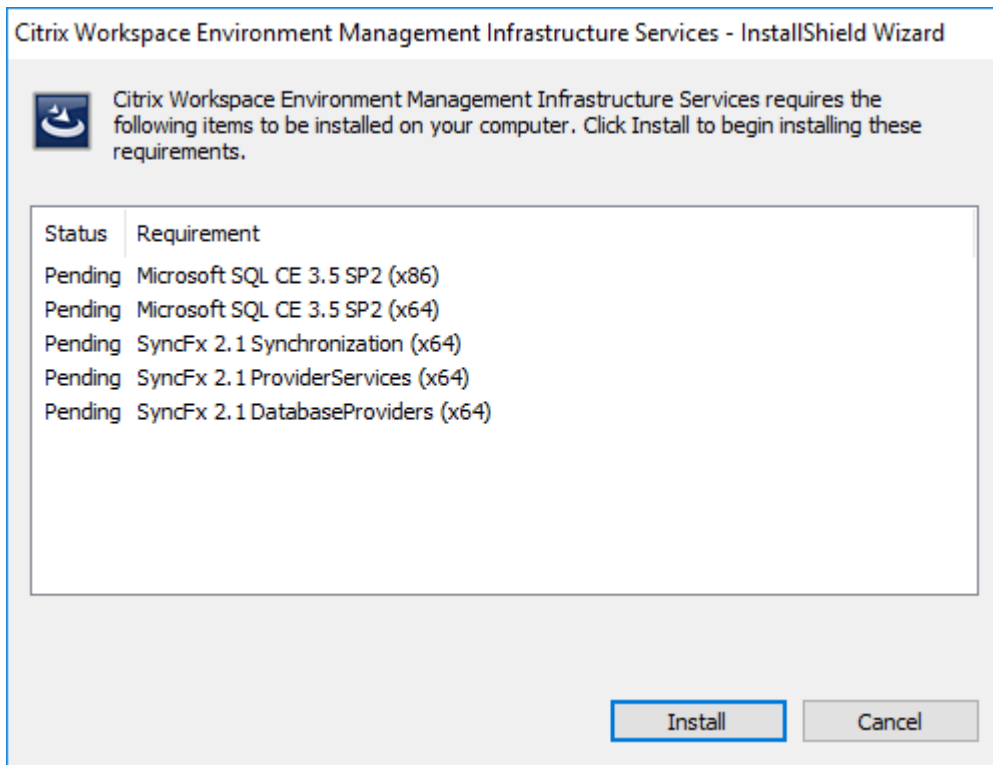 Citrix Workspace Environment Management Infrastructure Services - InstallShield Wizard
Citrix Workspace Environment Management Infrastructure Services requires the
following items to be installed on your computer. Click Install to begin installing these
requirements.
Status Requirement
Pending Microsoft SQL CE 3.5 SP2 (x86)
Pending Microsoft SQL CE 3.5 SP2 (x64)
Pending SyncFx 2.1 Synchronization (x64)
Pending SyncFx 2.1 ProviderServices (x64)
Pending SyncFx 2.1 DatabaseProviders (x64)
Install Cancel